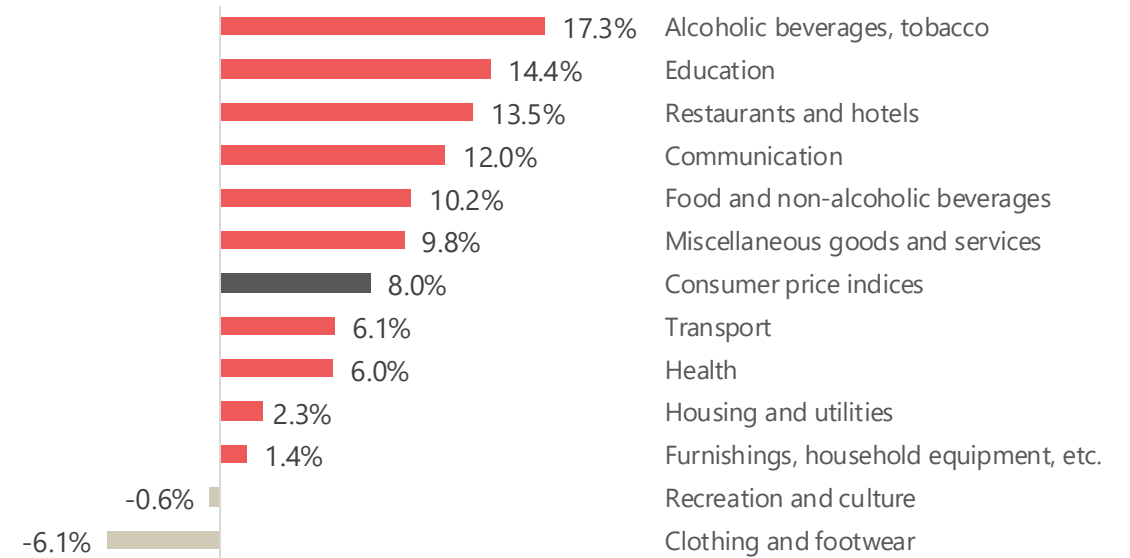 17.3% Alcoholic beverages, tobacco
14.4% Education
13.5% Restaurants and hotels
12.0% Communication
10.2% Food and non-alcoholic beverages
9.8% Miscellaneous goods and services
8.0% Consumer price indices
6.1% Transport
6.0% Health
2.3% Housing and utilities
1.4% Furnishings, household equipment, etc.
-0.6% Recreation and culture
-6.1% Clothing and footwear